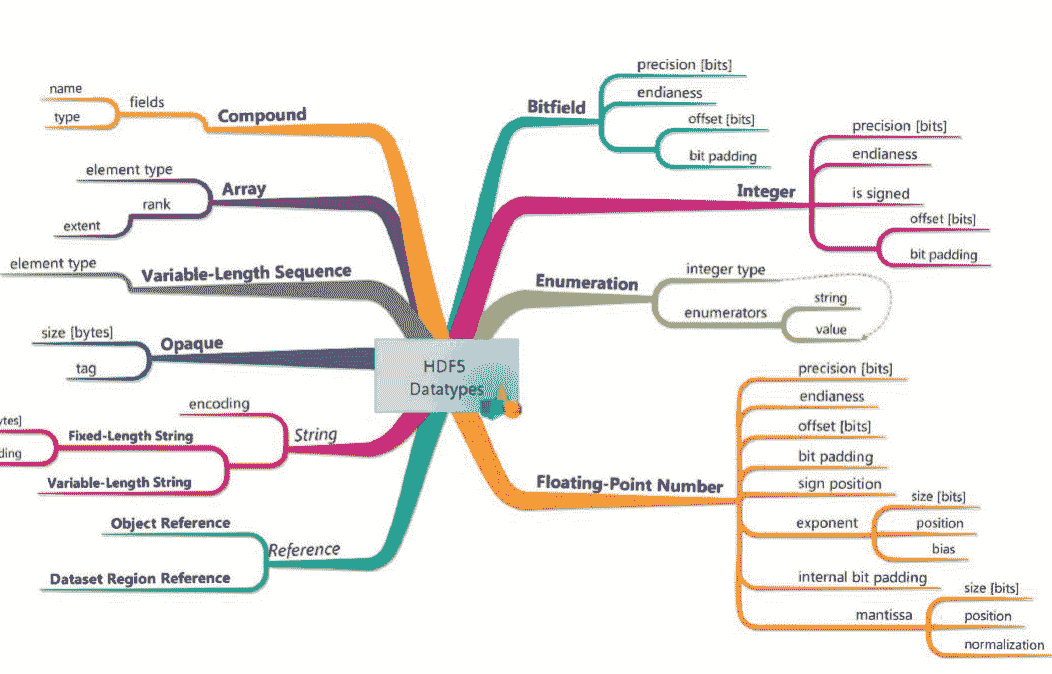 HDF5
Datatypes
Compound
fields
name
type
Array
element type
rank
extent
Variable-Length Sequence
element type
Opaque
size [bytes]
tag
String
encoding
Fixed-Length String
Variable-Length String
Reference
Object Reference
Dataset Region Reference
Bitfield
precision [bits]
endianess
offset [bits]
bit padding
Integer
precision [bits]
endianess
is signed
offset [bits]
bit padding
Enumeration
integer type
enumerators
string
value
Floating-Point Number
precision [bits]
endianess
offset [bits]
bit padding
sign position
exponent
size [bits]
position
bias
internal bit padding
mantissa
size [bits]
position
normalization